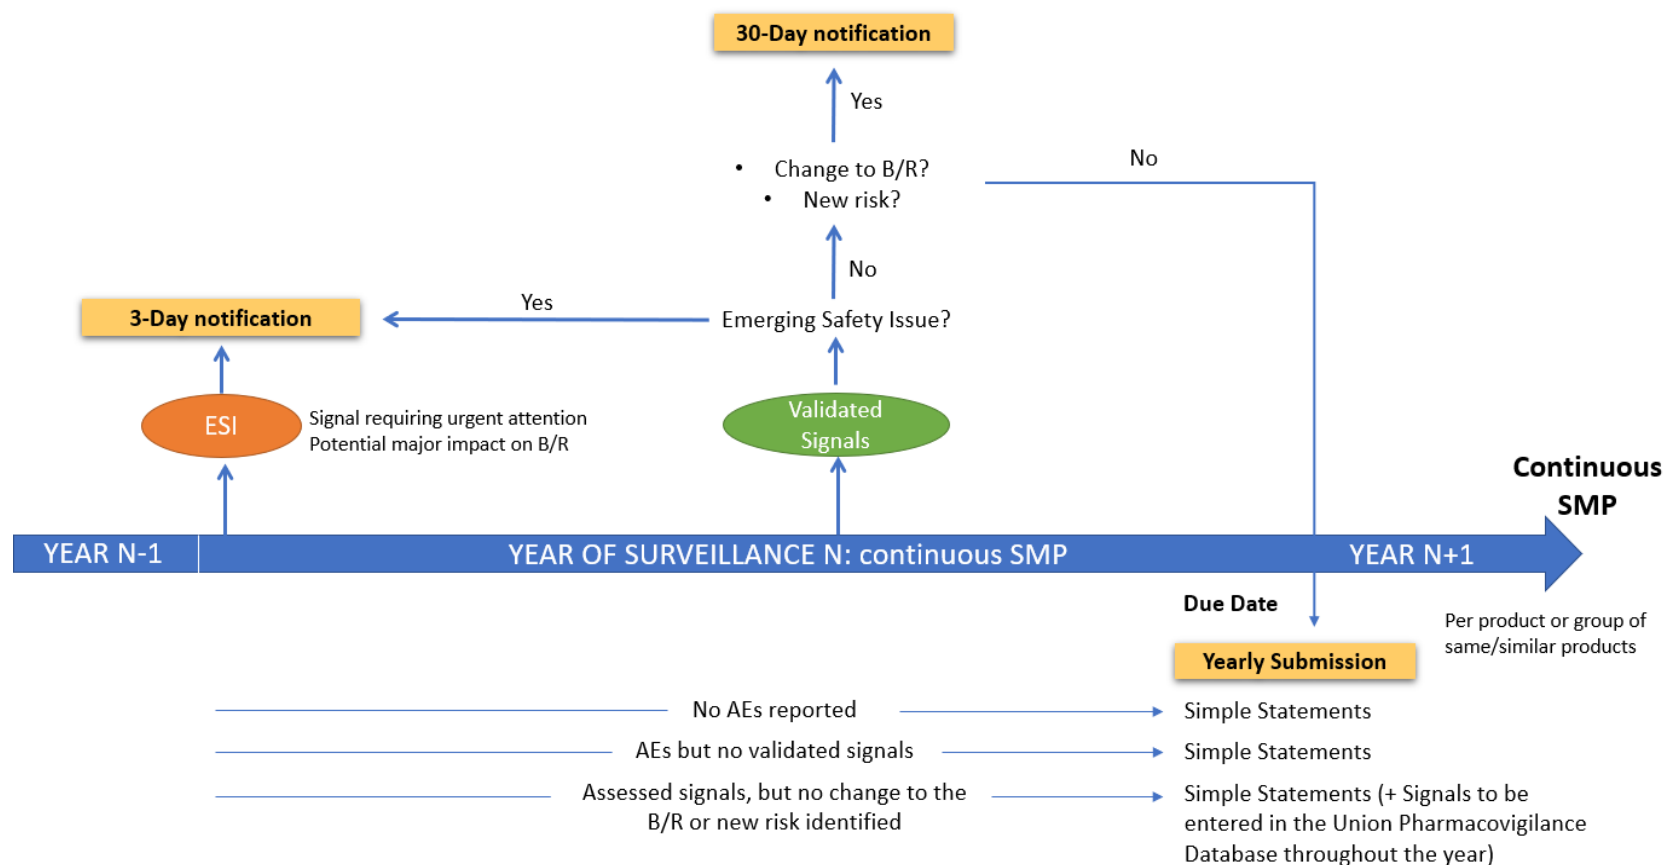 30-Day notification
Yes
• Change to B/R?
• New risk?
No
No
3-Day notification
Yes
Emerging Safety Issue?
ESI
Signal requiring urgent attention
Potential major impact on B/R
Validated
Signals
Continuous
SMP
YEAR N-1
YEAR OF SURVEILLANCE N: continuous SMP
YEAR N+1
Due Date
Per product or group of
same/similar products
Yearly Submission
No AEs reported
Simple Statements
AEs but no validated signals
Simple Statements
Assessed signals, but no change to the
B/R or new risk identified
Simple Statements (+ Signals to be
entered in the Union Pharmacovigilance
Database throughout the year)